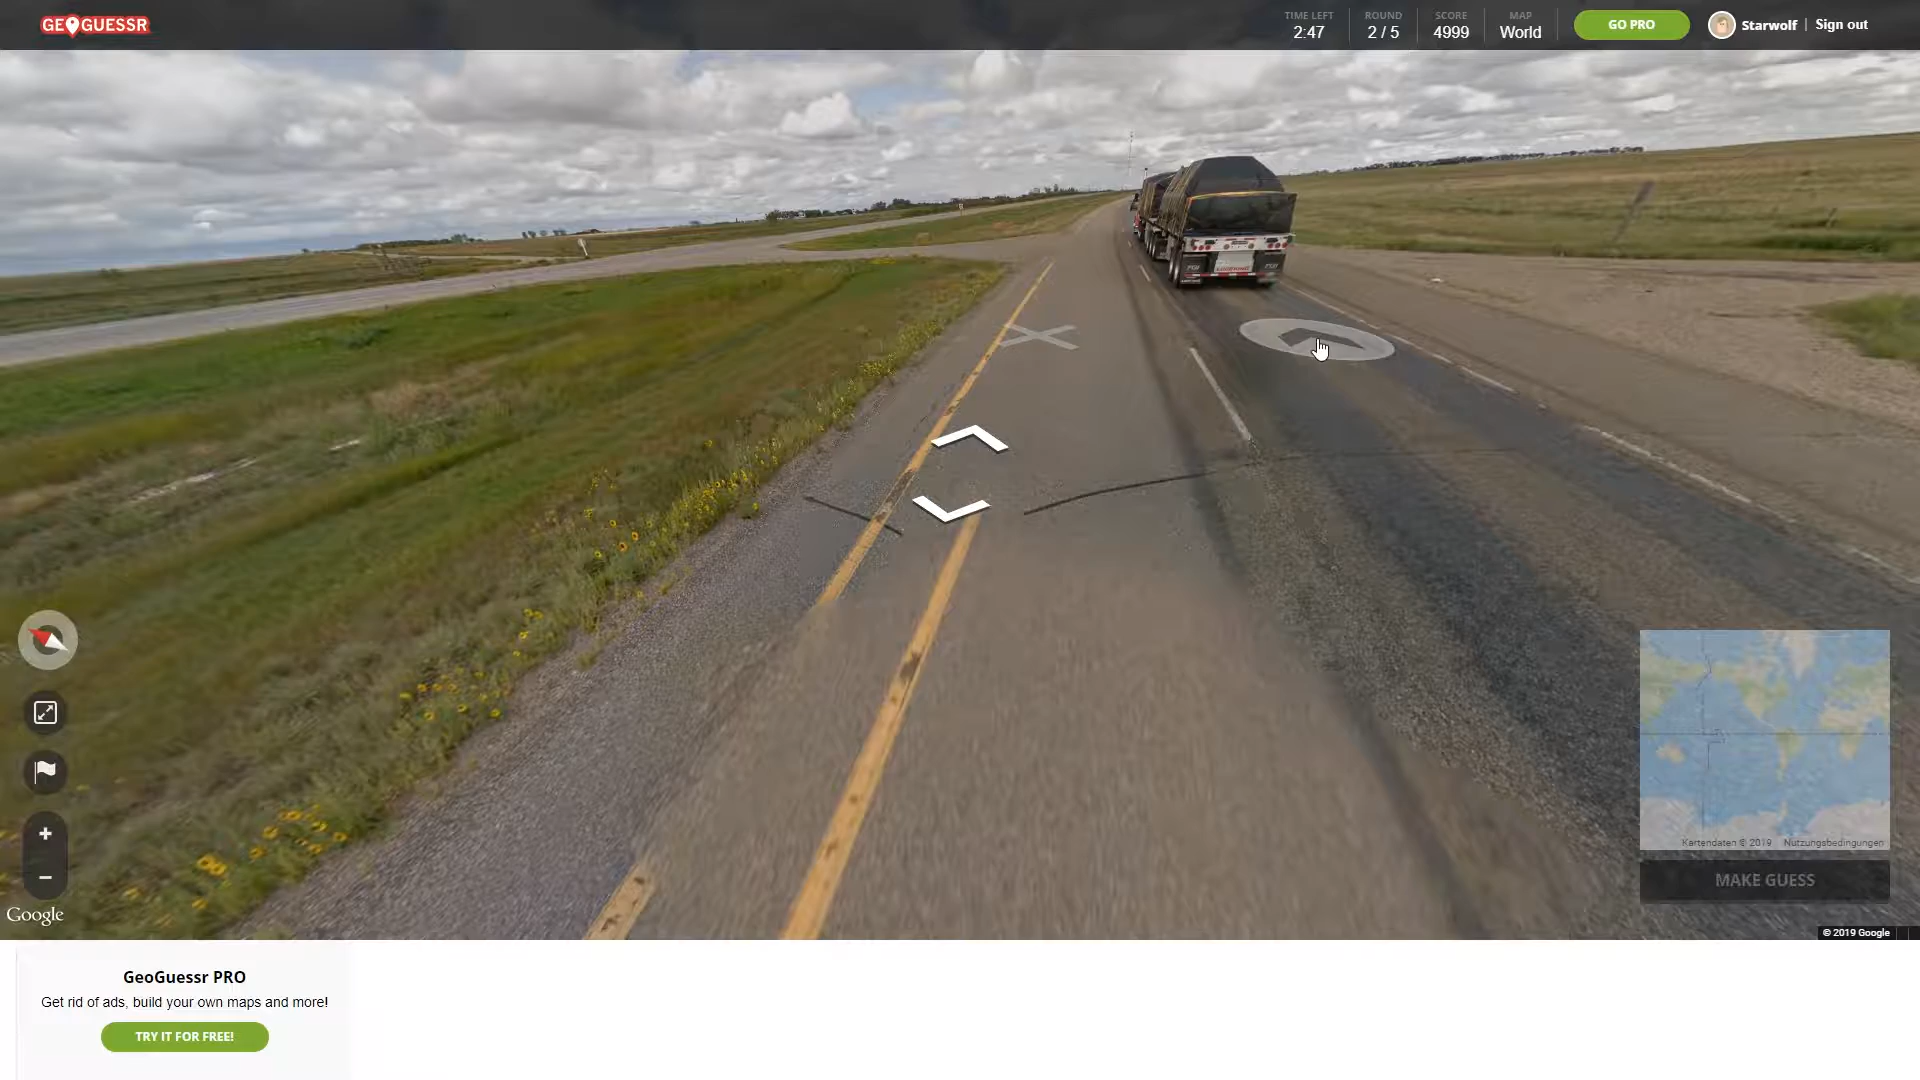 GEOGUESSR
TIME LEFT
2:47
ROUND
2 / 5
SCORE
4999
MAP
World
GO PRO
Starwolf | Sign out
Kartendaten © 2019 Nutzungsbedingungen
MAKE GUESS
Google
© 2019 Google
GeoGuessr PRO
Get rid of ads, build your own maps and more!
TRY IT FOR FREE!